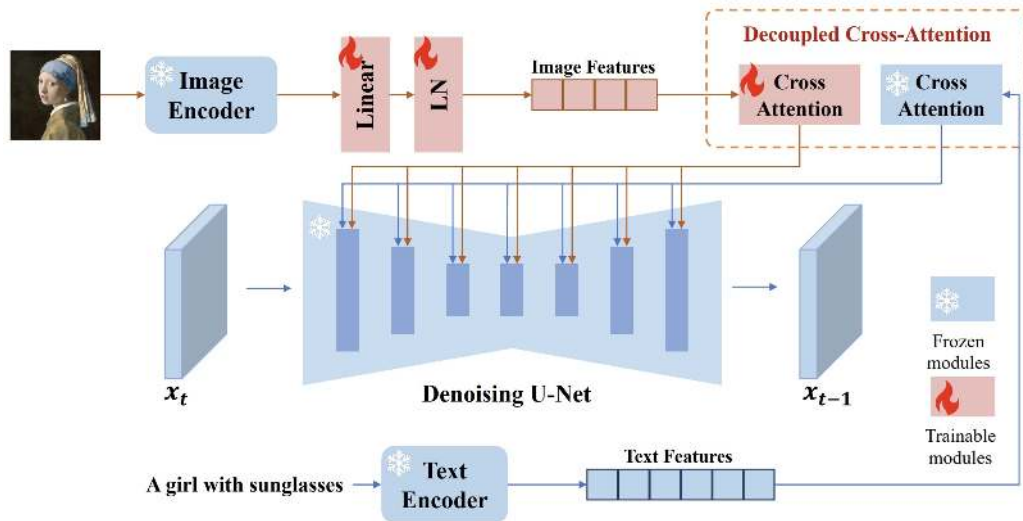 Decoupled Cross-Attention
Image
Encoder
Linear
LN
Image Features
Cross
Attention
Cross
Attention
x_t
Denoising U-Net
x_{t-1}
Frozen
modules
Trainable
modules
A girl with sunglasses
Text
Encoder
Text Features